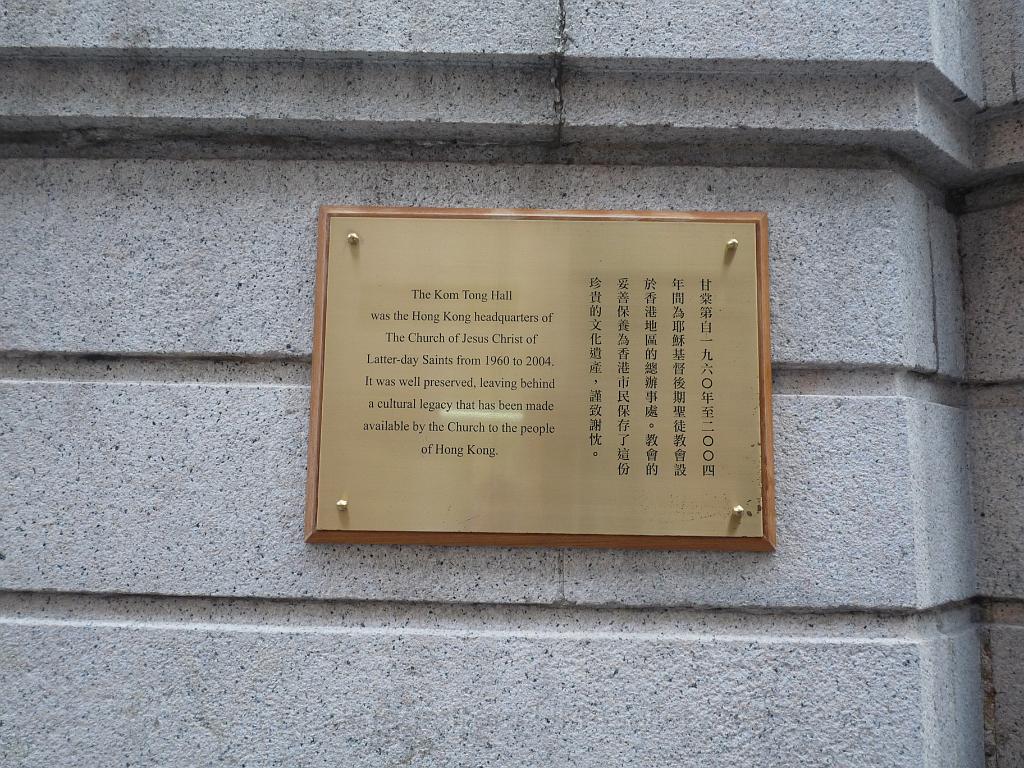 The Kom Tong Hall
was the Hong Kong headquarters of
The Church of Jesus Christ of
Latter-day Saints from 1960 to 2004.
It was well preserved, leaving behind
a cultural legacy that has been made
available by the Church to the people
of Hong Kong.
甘棠第自一九六〇年至二〇〇四
年間為耶穌基督後期聖徒教會設
於香港地區的總辦事處。教會的
妥善保養為香港市民保存了這份
珍貴的文化遺產，謹致謝忱。